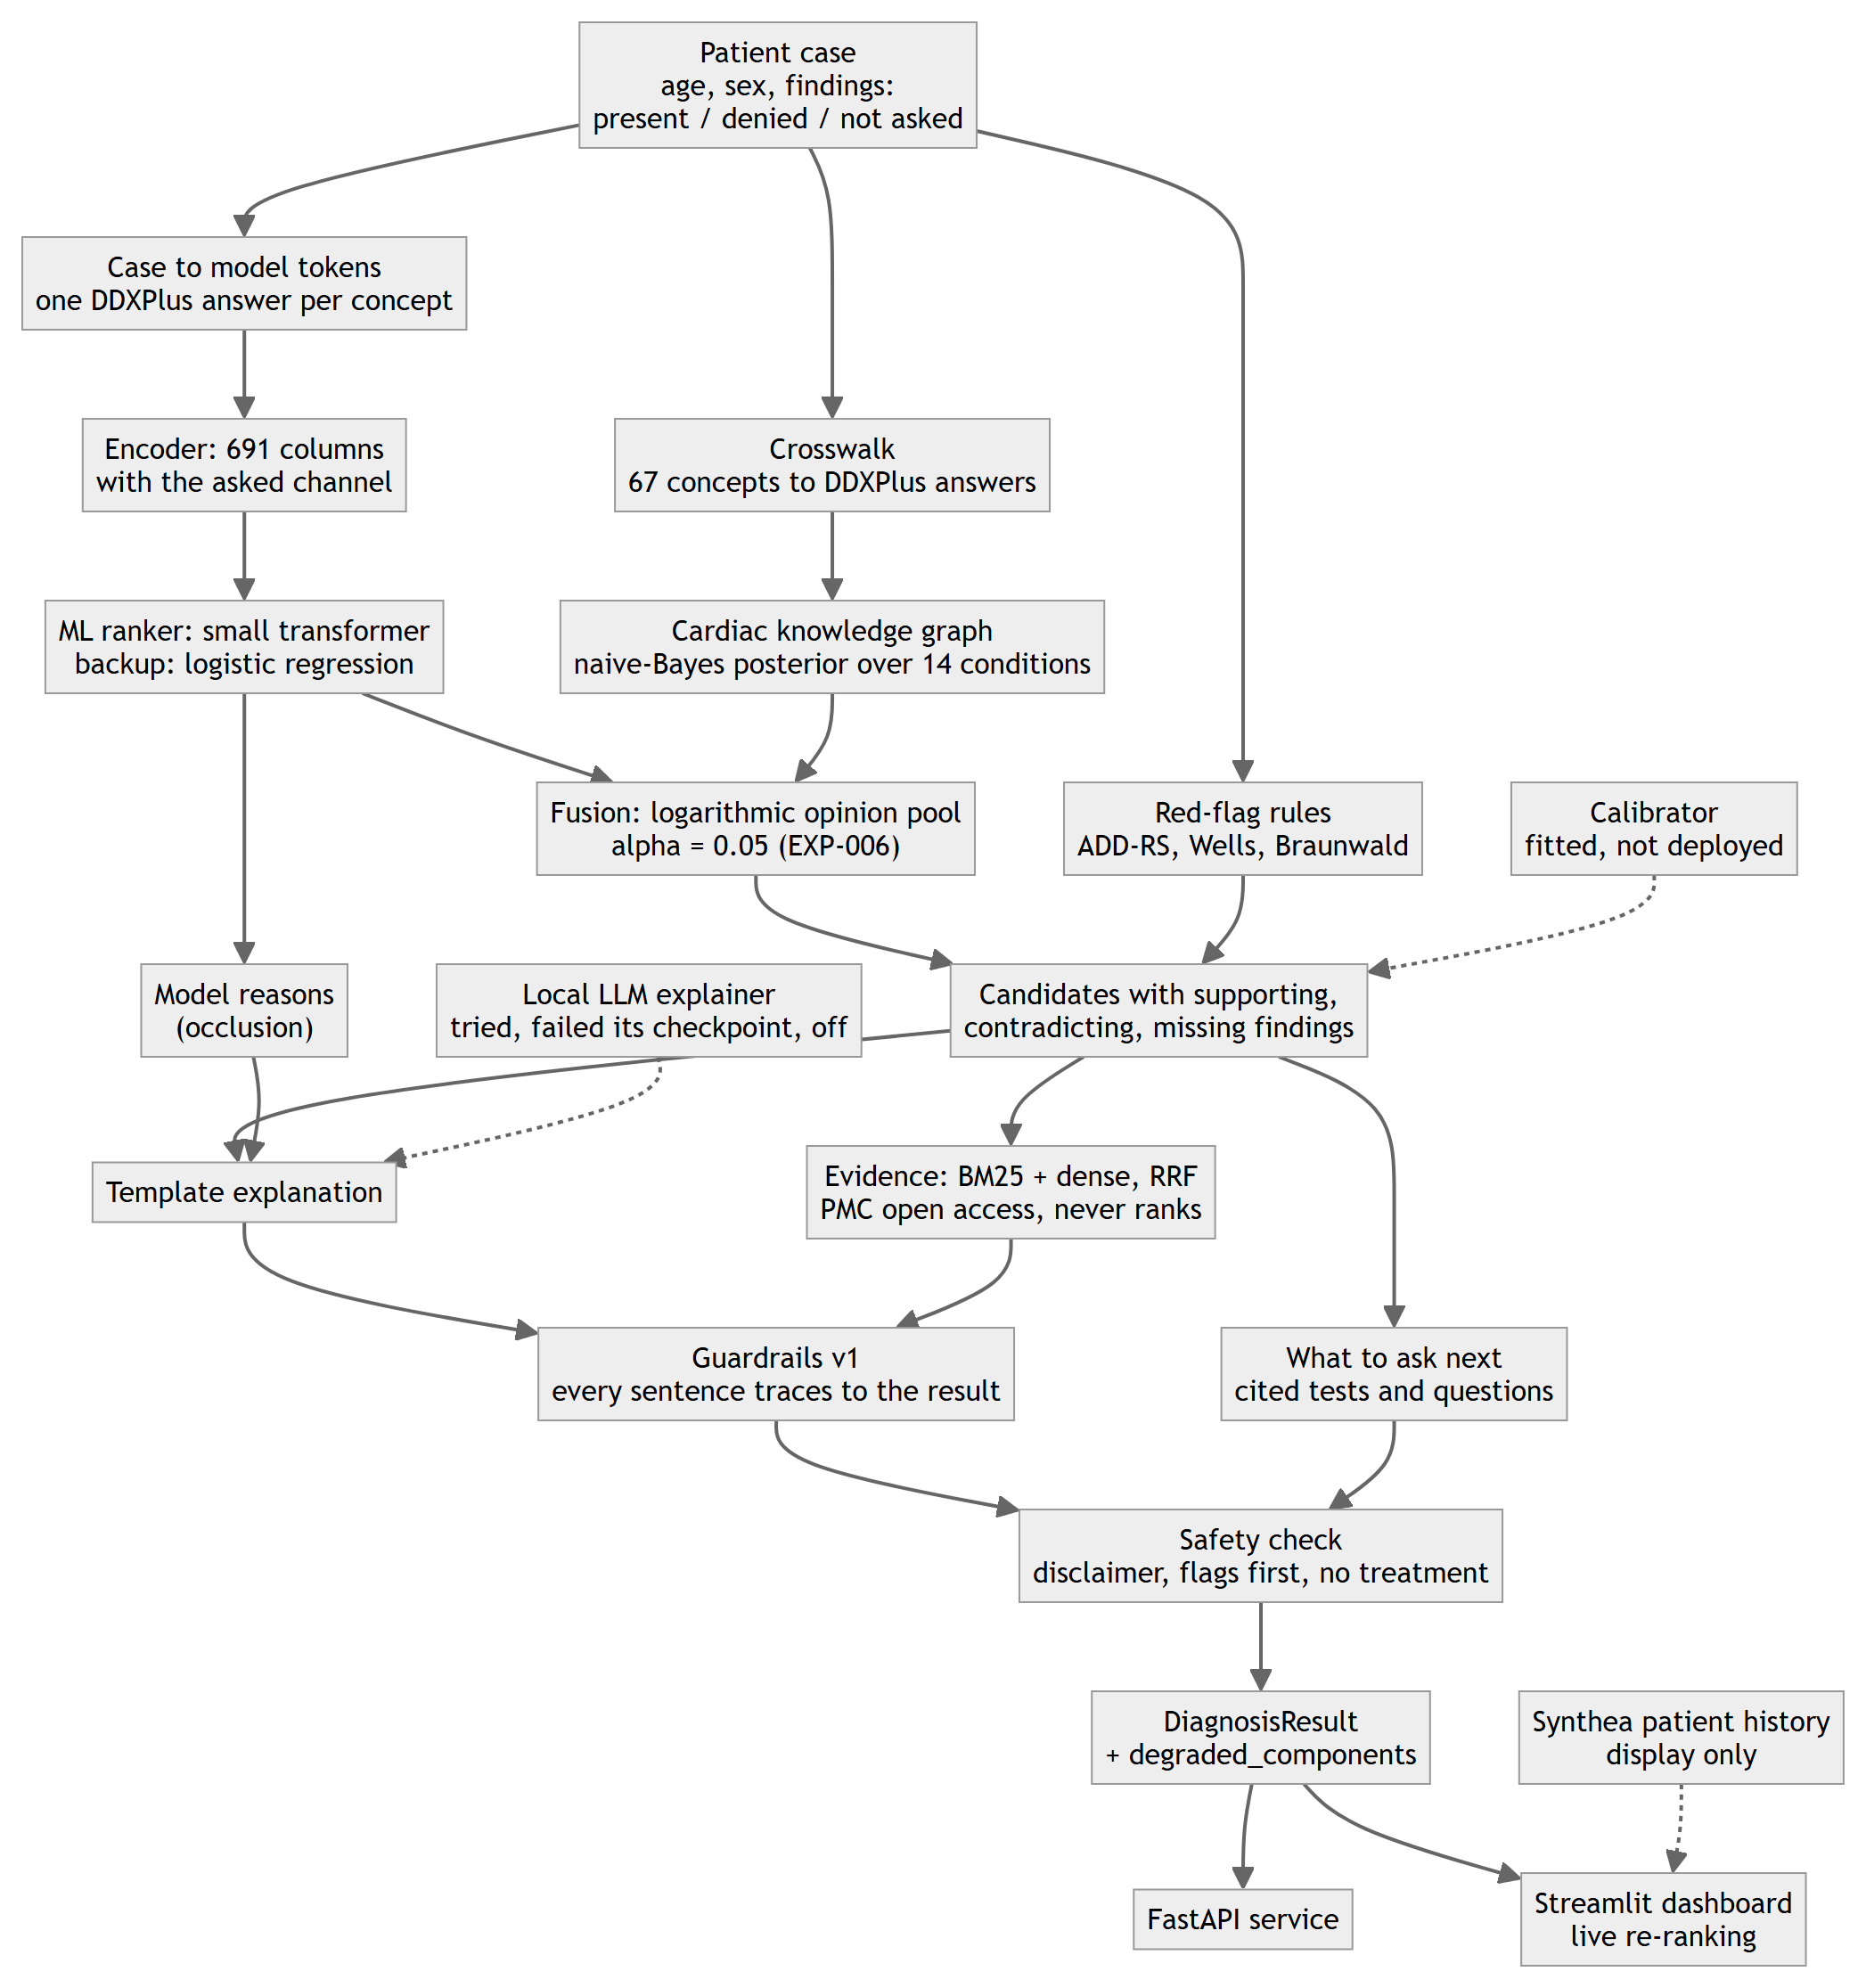 Patient case
age, sex, findings:
present / denied / not asked
Case to model tokens
one DDXPlus answer per concept
Encoder: 691 columns
with the asked channel
Crosswalk
67 concepts to DDXPlus answers
ML ranker: small transformer
backup: logistic regression
Cardiac knowledge graph
naive-Bayes posterior over 14 conditions
Fusion: logarithmic opinion pool
alpha = 0.05 (EXP-006)
Red-flag rules
ADD-RS, Wells, Braunwald
Calibrator
fitted, not deployed
Model reasons
(occlusion)
Local LLM explainer
tried, failed its checkpoint, off
Candidates with supporting,
contradicting, missing findings
Template explanation
Evidence: BM25 + dense, RRF
PMC open access, never ranks
Guardrails v1
every sentence traces to the result
What to ask next
cited tests and questions
Safety check
disclaimer, flags first, no treatment
DiagnosisResult
+ degraded_components
Synthea patient history
display only
FastAPI service
Streamlit dashboard
live re-ranking